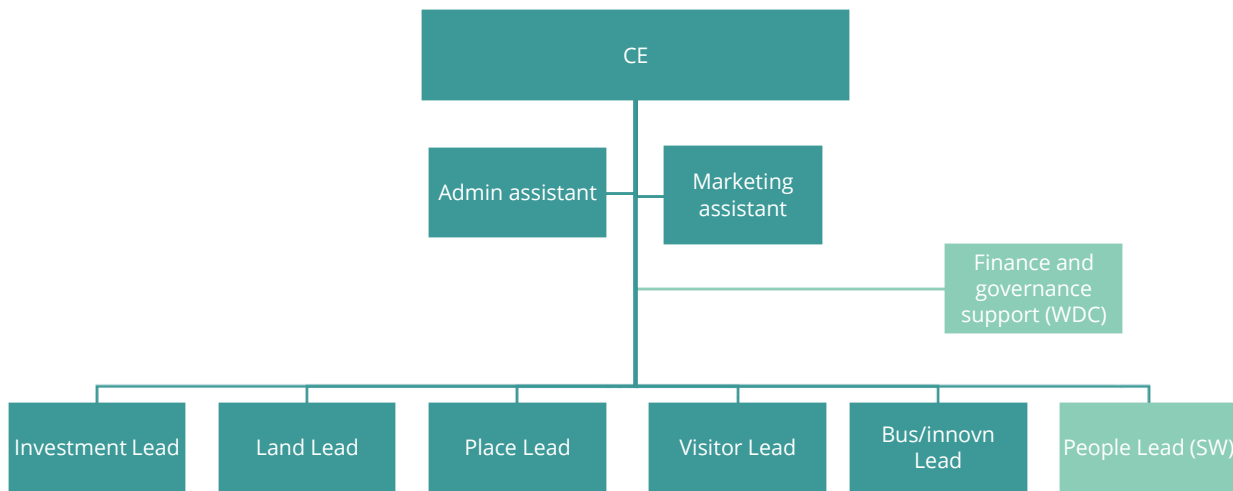 CE
Admin assistant
Marketing
assistant
Finance and
governance
support (WDC)
Investment Lead
Land Lead
Place Lead
Visitor Lead
Bus/innovn
Lead
People Lead (SW)